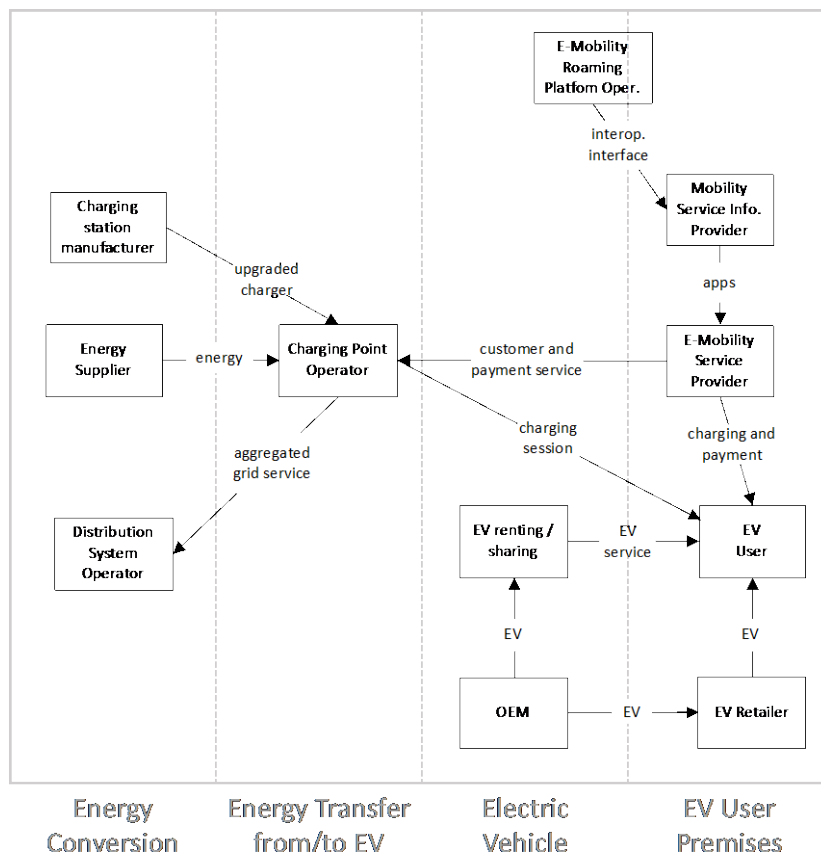 E-Mobility
Roaming
Platfom Oper.
interop.
interface
Charging
station
manufacturer
Mobility
Service Info.
Provider
upgraded
charger
apps
Energy
Supplier
energy
Charging Point
Operator
customer and
payment service
E-Mobility
Service
Provider
aggregated
grid service
charging
session
charging and
payment
Distribution
System
Operator
EV renting /
sharing
EV
service
EV
User
EV
EV
OEM
EV
EV Retailer
Energy
Conversion
Energy Transfer
from/to EV
Electric
Vehicle
EV User
Premises